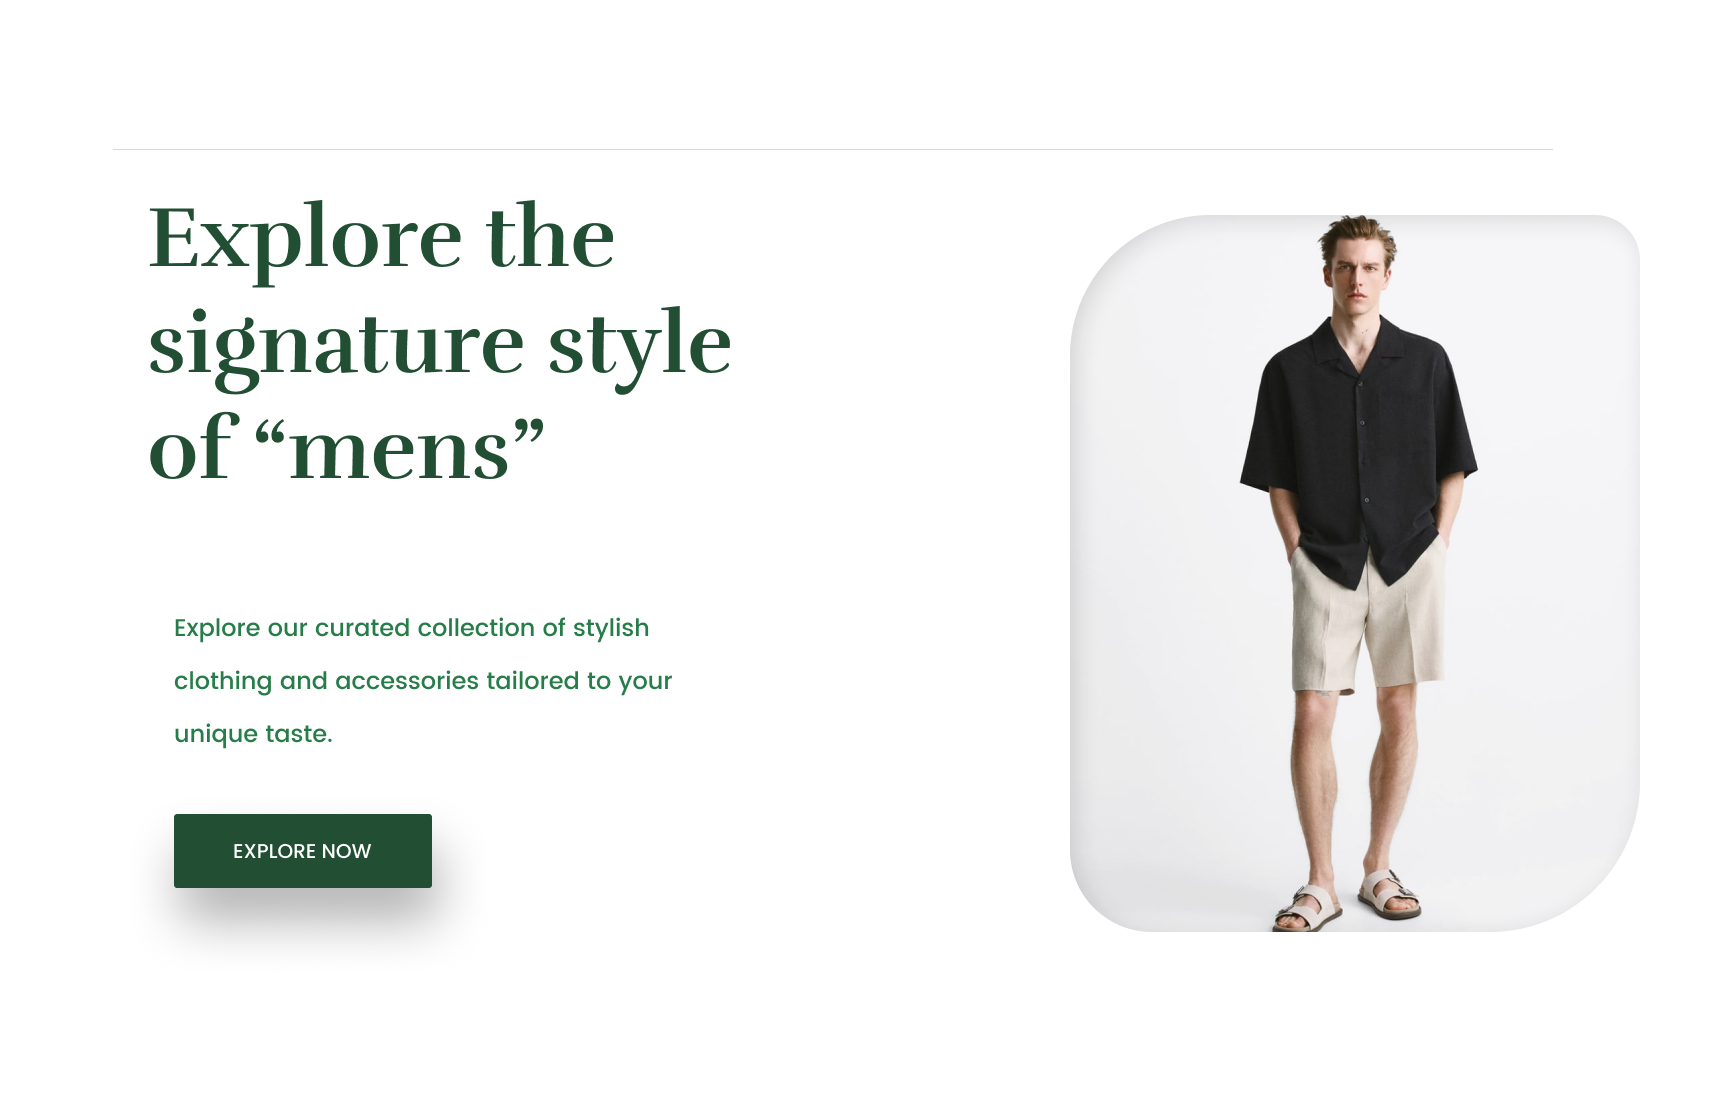 Explore the
signature style
of “mens”
Explore our curated collection of stylish
clothing and accessories tailored to your
unique taste.
EXPLORE NOW